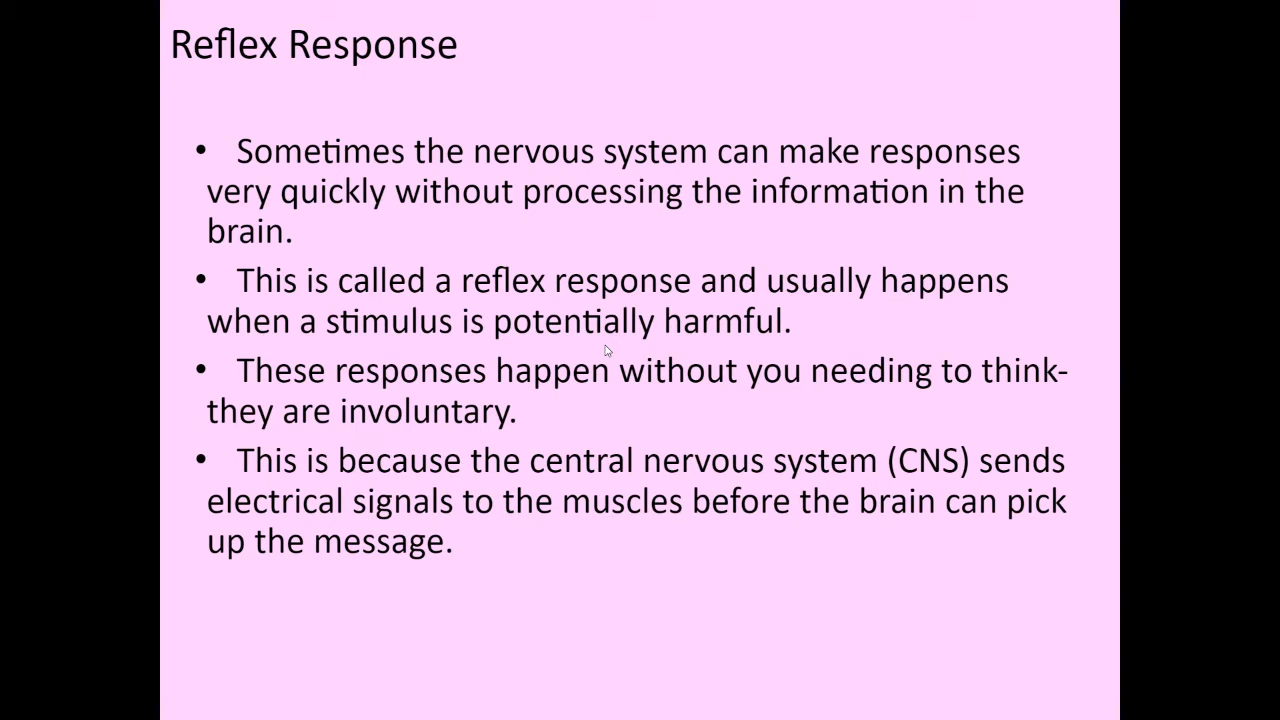 Reflex Response
• Sometimes the nervous system can make responses
very quickly without processing the information in the
brain.
• This is called a reflex response and usually happens
when a stimulus is potentially harmful.
• These responses happen without you needing to think-
they are involuntary.
• This is because the central nervous system (CNS) sends
electrical signals to the muscles before the brain can pick
up the message.